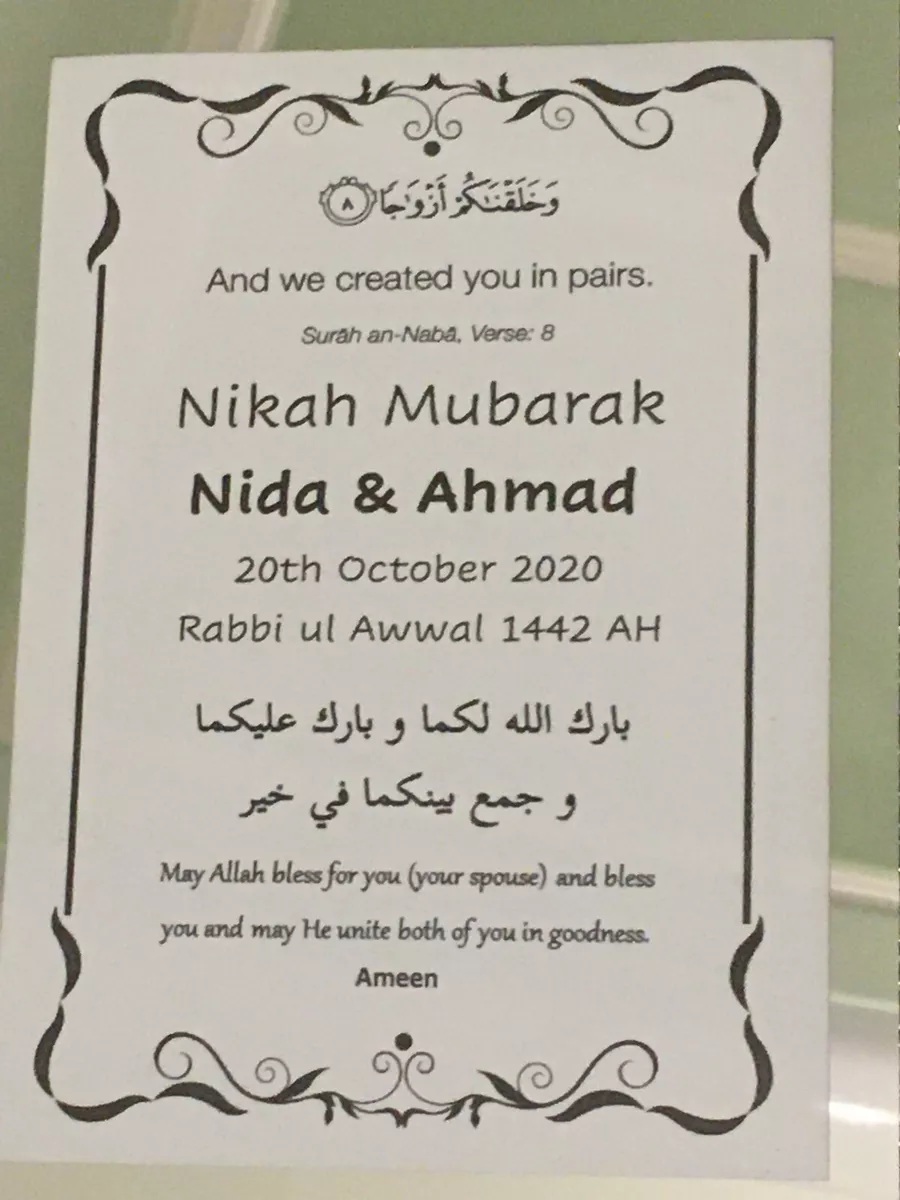 وَخَلَقْنَـٰكُمْ أَزْوَٰجًا ٨
And we created you in pairs.
Surāh an-Nabā, Verse: 8
Nikah Mubarak
Nida & Ahmad
20th October 2020
Rabbi ul Awwal 1442 AH
بارك الله لكما و بارك عليكما
و جمع بينكما في خير
May Allah bless for you (your spouse) and bless
you and may He unite both of you in goodness.
Ameen